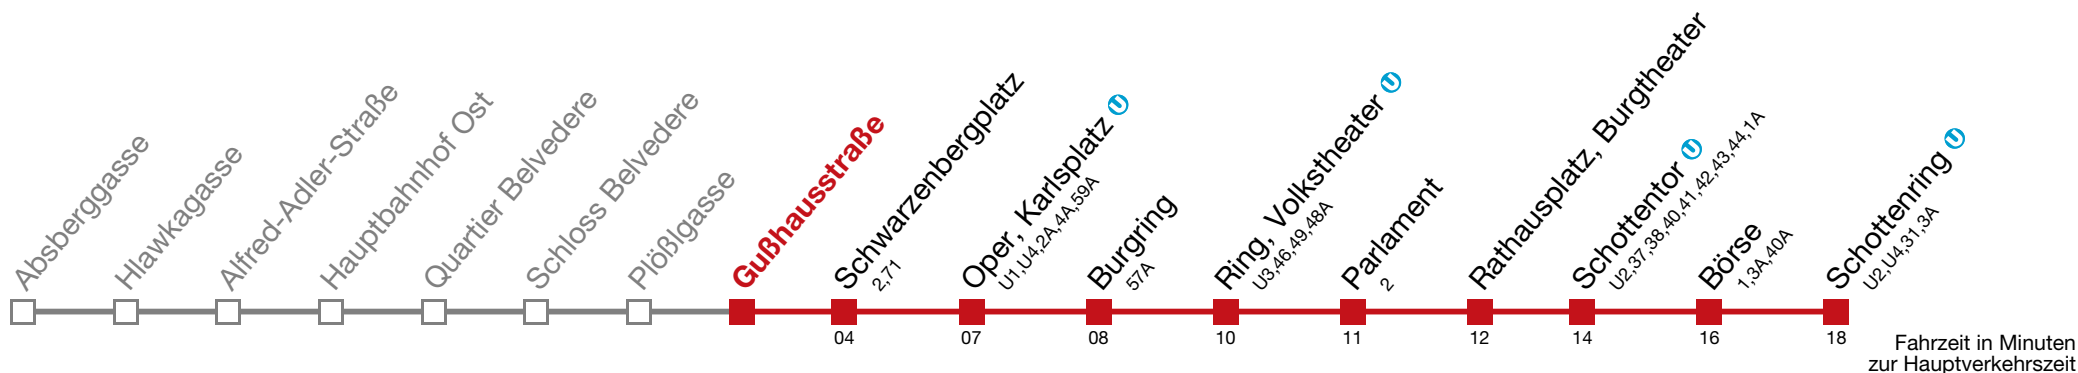 Absberggasse
Hlawkagasse
Alfred-Adler-Straße
Hauptbahnhof Ost
Quartier Belvedere
Schloss Belvedere
Plößlgasse
Gußhausstraße
Schwarzenbergplatz
2,71
Oper, Karlsplatz U
U1,U4,2A,4A,59A
Burgring
57A
Ring, Volkstheater U
U3,46,49,48A
Parlament
2
Rathausplatz, Burgtheater
Schottentor U
U2,37,38,40,41,42,43,44,1A
Börse
1,3A,40A
Schottenring U
U2,U4,31,3A
04 07 08 10 11 12 14 16 18
Fahrzeit in Minuten
zur Hauptverkehrszeit